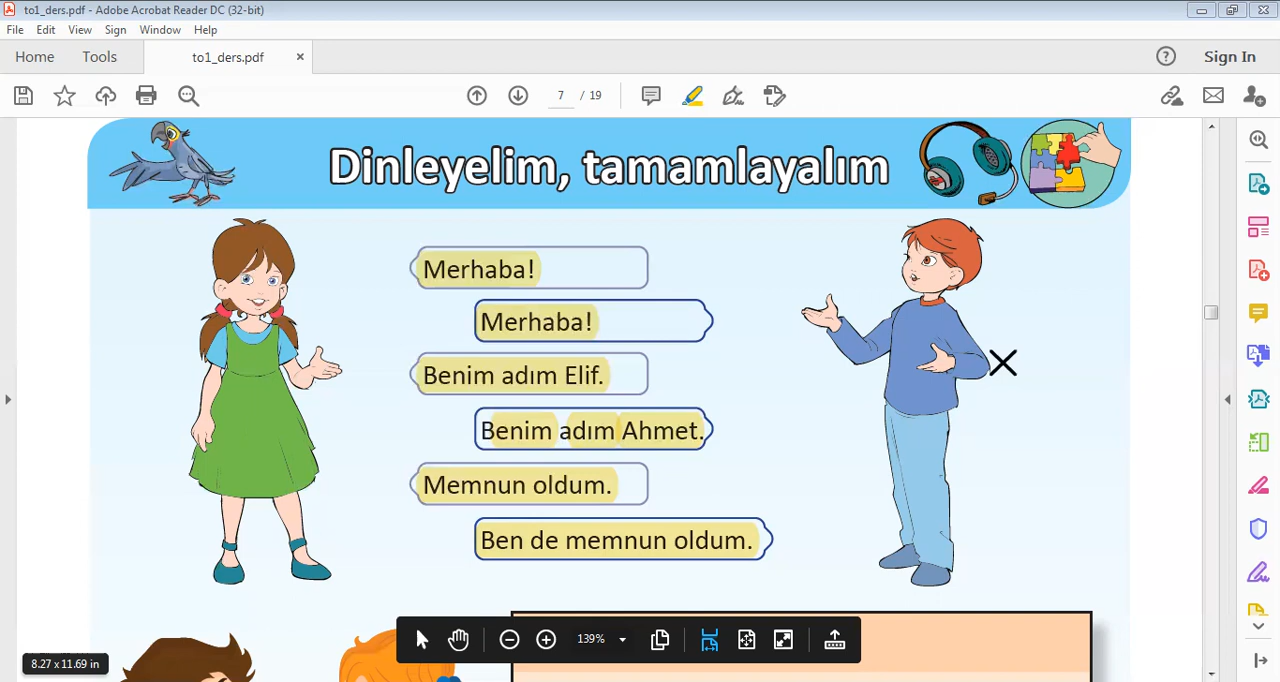 to1_ders.pdf - Adobe Acrobat Reader DC (32-bit)
File Edit View Sign Window Help
Home Tools to1_ders.pdf × Sign In
7 / 19
Dinleyelim, tamamlayalım
Merhaba!
Merhaba!
Benim adım Elif.
Benim adım Ahmet.
Memnun oldum.
Ben de memnun oldum.
139%
8.27 x 11.69 in